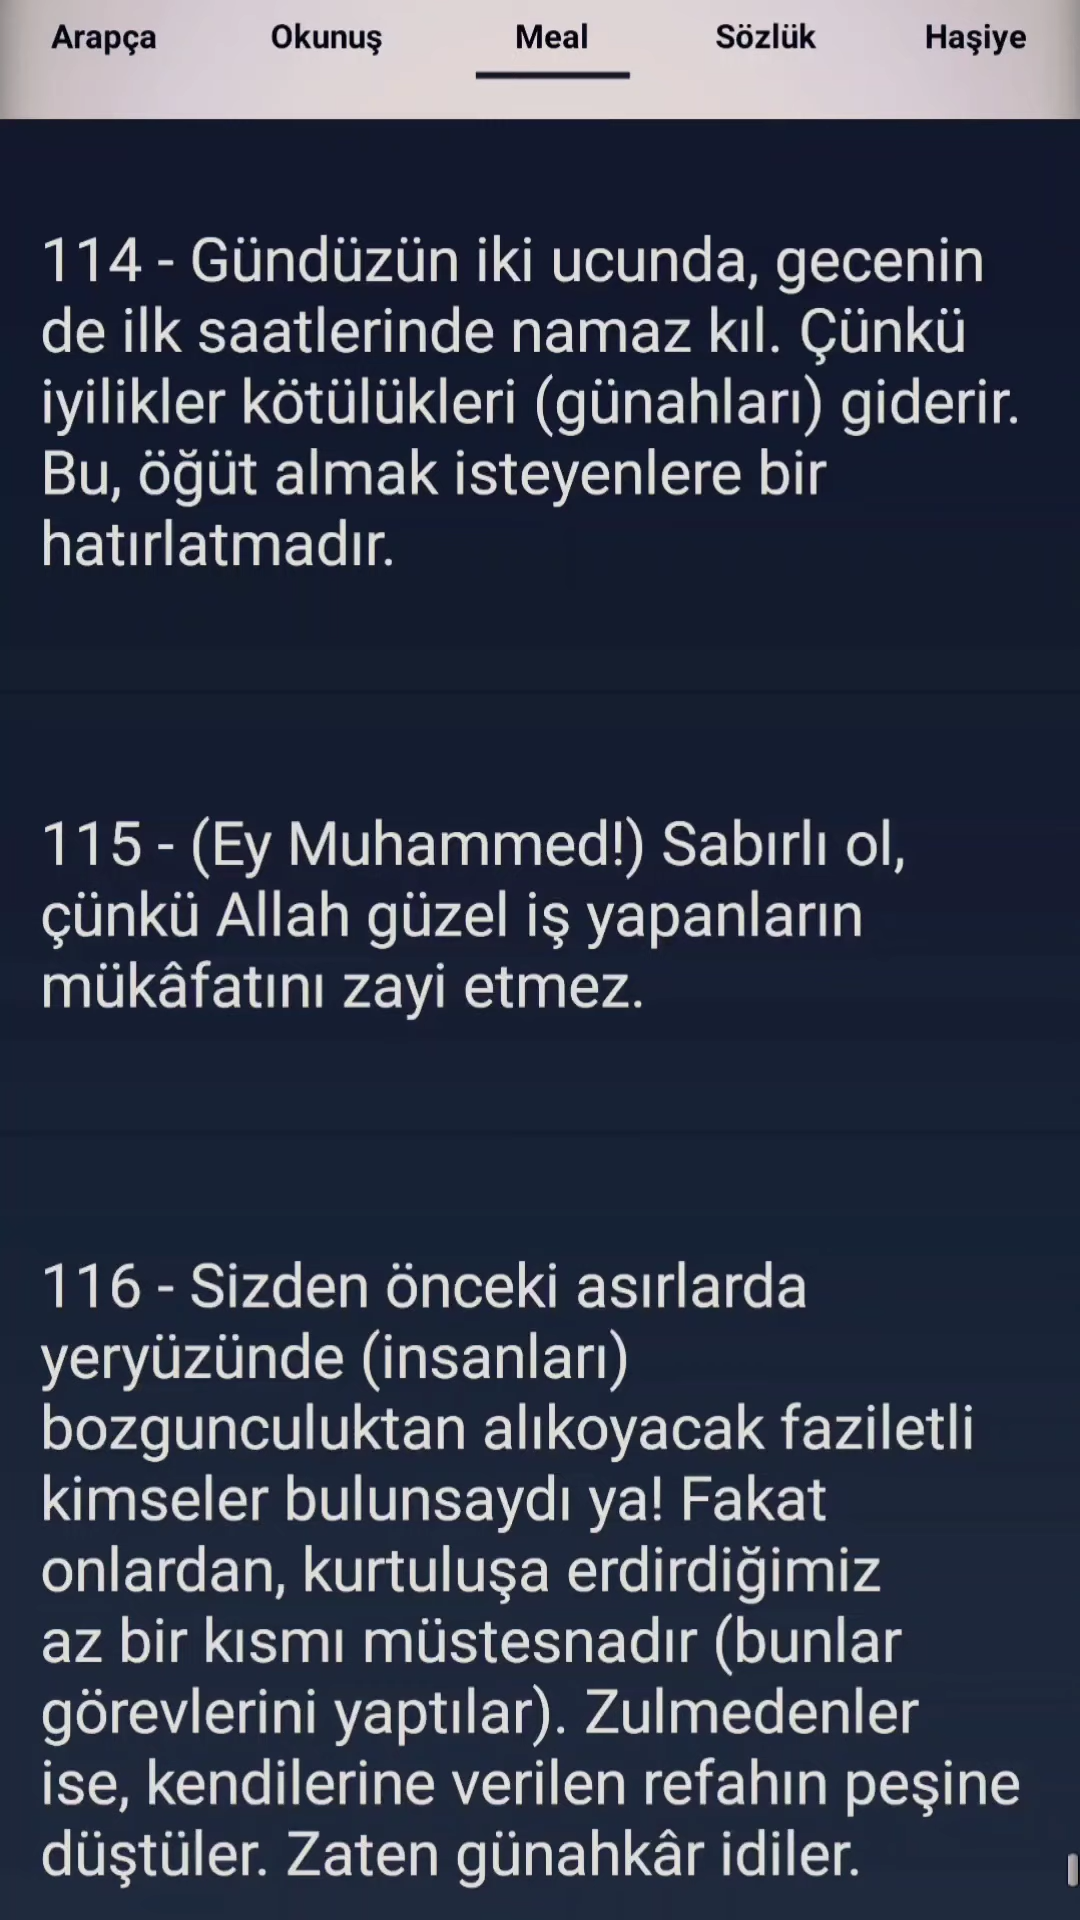 Arapça Okunuş Meal Sözlük Haşiye
114 - Gündüzün iki ucunda, gecenin
de ilk saatlerinde namaz kıl. Çünkü
iyilikler kötülükleri (günahları) giderir.
Bu, öğüt almak isteyenlere bir
hatırlatmadır.
115 - (Ey Muhammed!) Sabırlı ol,
çünkü Allah güzel iş yapanların
mükâfatını zayi etmez.
116 - Sizden önceki asırlarda
yeryüzünde (insanları)
bozgunculuktan alıkoyacak faziletli
kimseler bulunsaydı ya! Fakat
onlardan, kurtuluşa erdirdiğimiz
az bir kısmı müstesnadır (bunlar
görevlerini yaptılar). Zulmedenler
ise, kendilerine verilen refahın peşine
düştüler. Zaten günahkâr idiler.